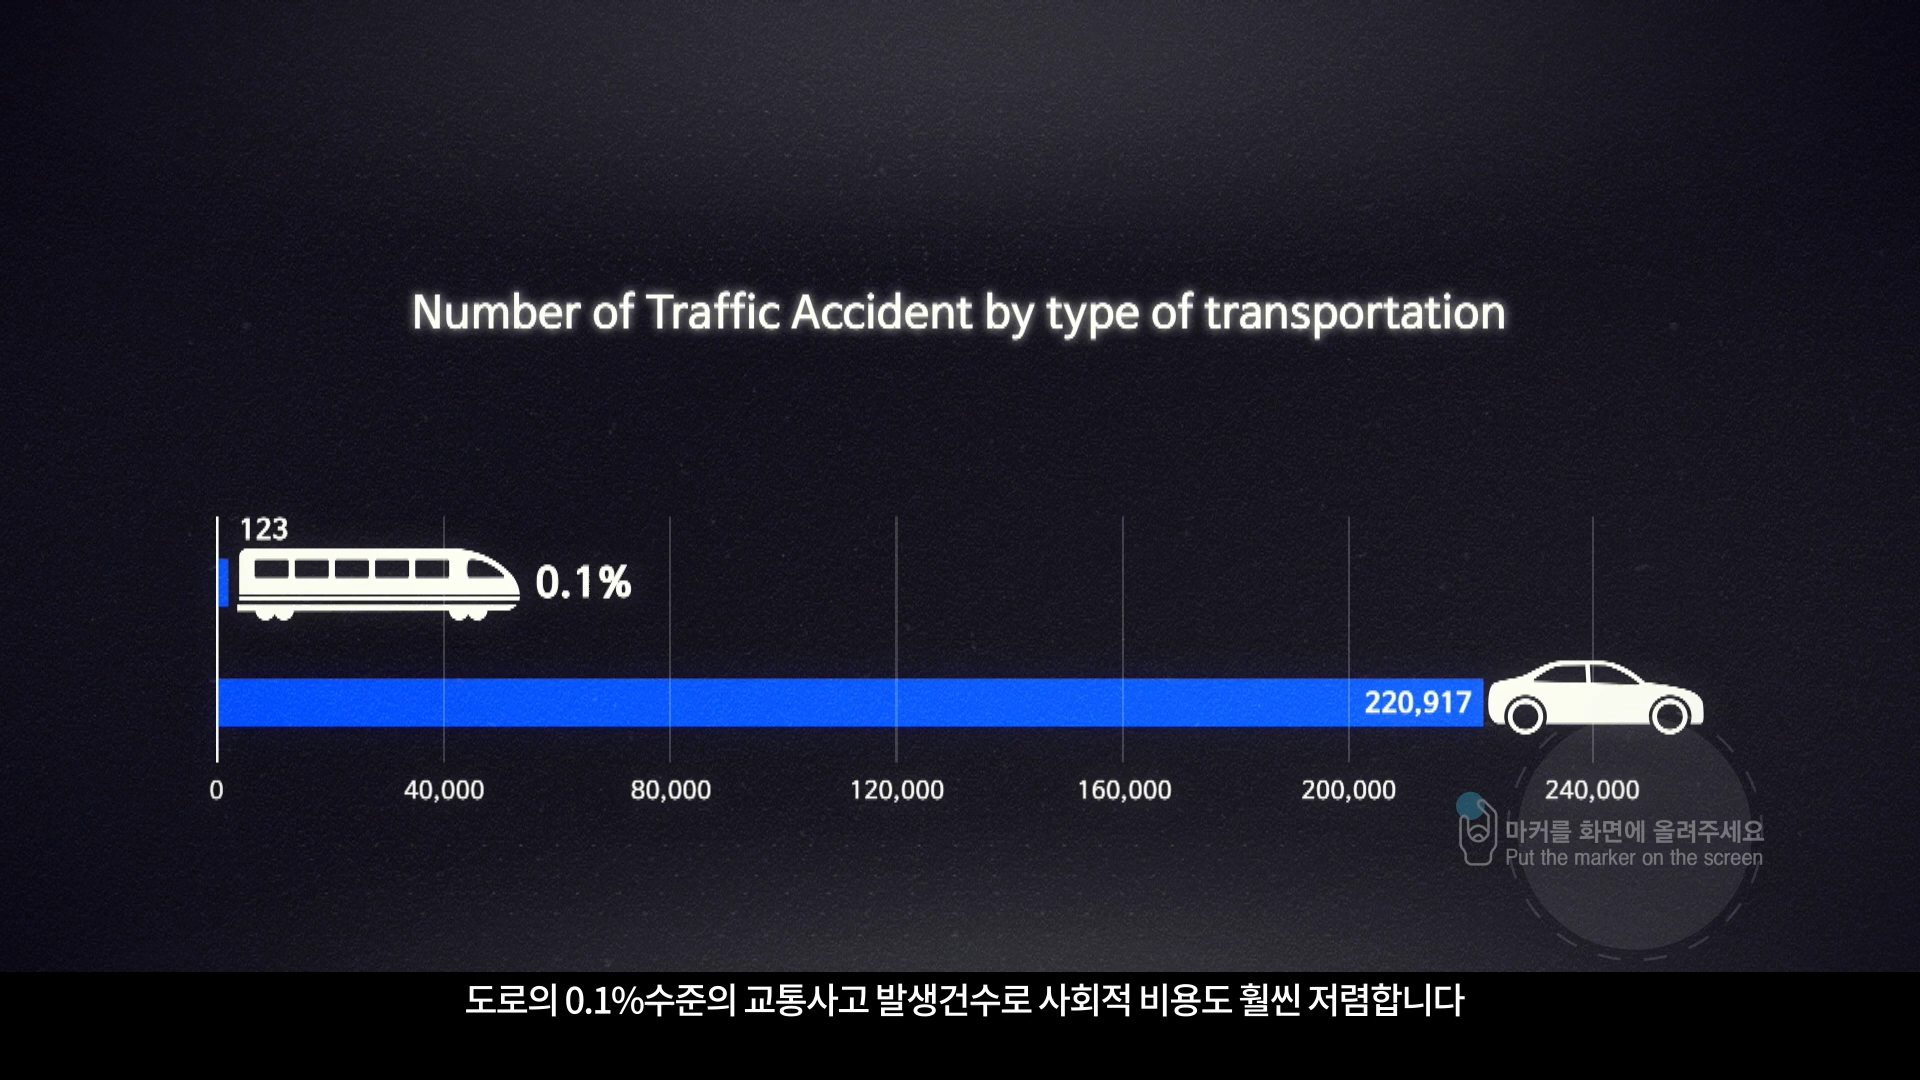 Number of Traffic Accident by type of transportation
123
0.1%
220,917
0 40,000 80,000 120,000 160,000 200,000 240,000
마커를 화면에 올려주세요
Put the marker on the screen
도로의 0.1%수준의 교통사고 발생건수로 사회적 비용도 훨씬 저렴합니다